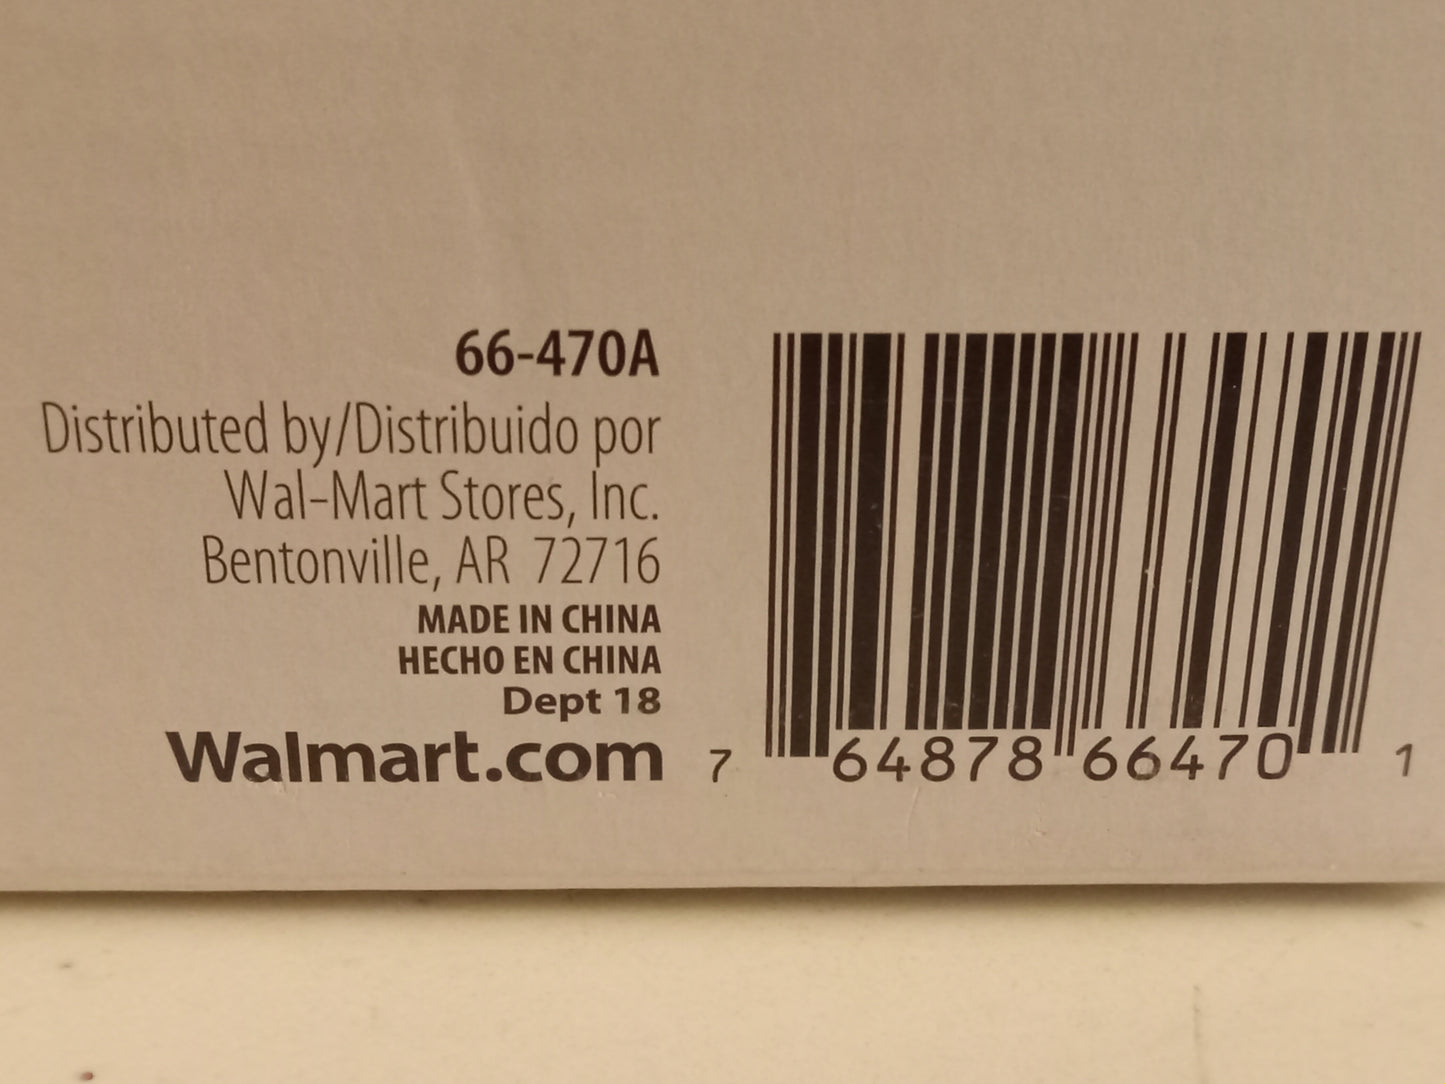 66-470A
Distributed by/Distribuido por
Wal-Mart Stores, Inc.
Bentonville, AR 72716
MADE IN CHINA
HECHO EN CHINA
Dept 18
Walmart.com
7 64878 66470 1